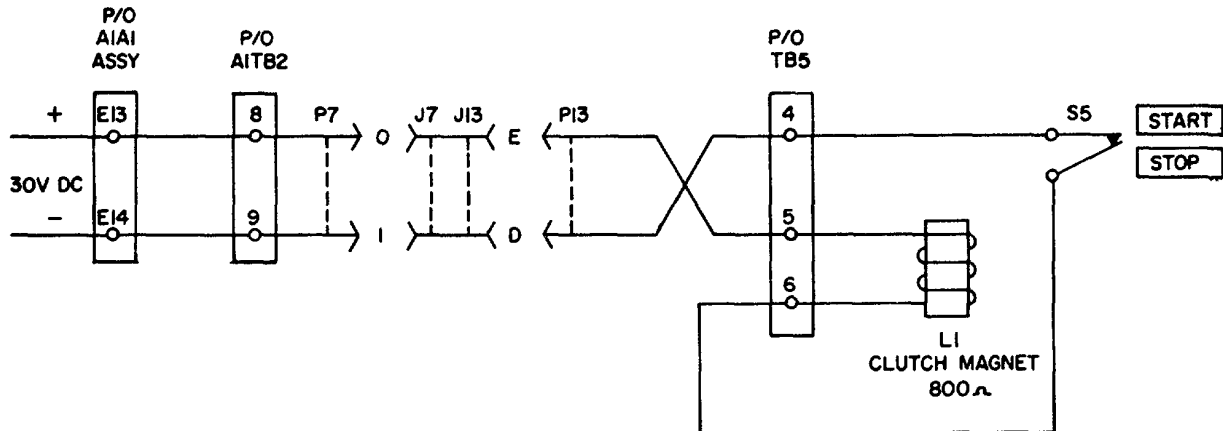 P/O
A1A1
ASSY
P/O
A1TB2
P/O
TB5
+
E13
8
P7
O
J7
J13
E
P13
4
S5
START
STOP
30V DC
-
E14
9
I
D
5
6
L1
CLUTCH MAGNET
800Ω